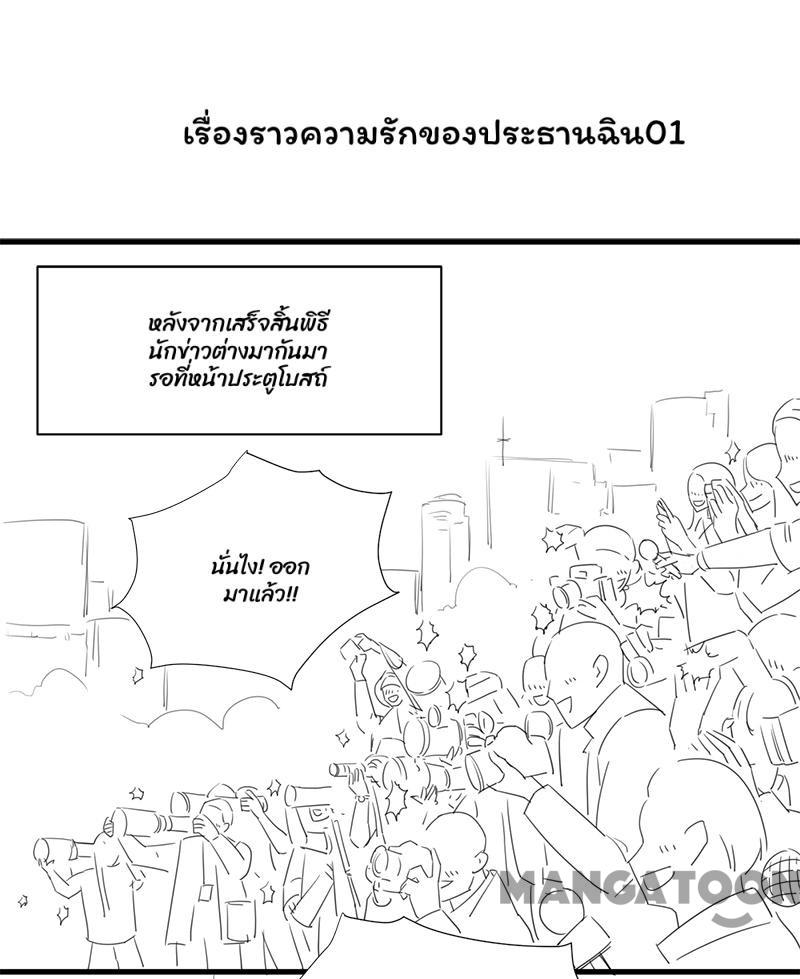 เรื่องราวความรักของประธานฉิน01
หลังจากเสร็จสิ้นพิธี
นักข่าวต่างมากันมา
รอที่หน้าประตูโบสถ์
นั่นไง! ออก
มาแล้ว!!
MANGATOON